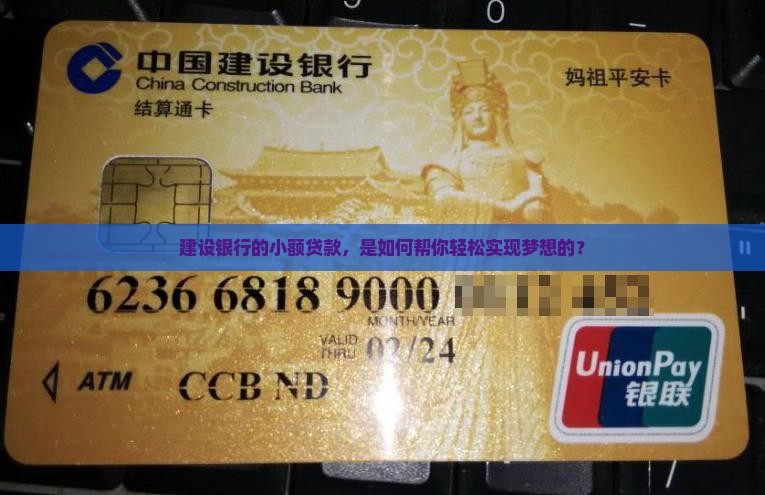 中国建设银行
China Construction Bank
结算通卡
妈祖平安卡
建设银行的小额贷款，是如何帮你轻松实现梦想的？
6236 6818 9000
MONTH/YEAR
VALID
THRU 02/24
ATM CCB ND
UnionPay
银联